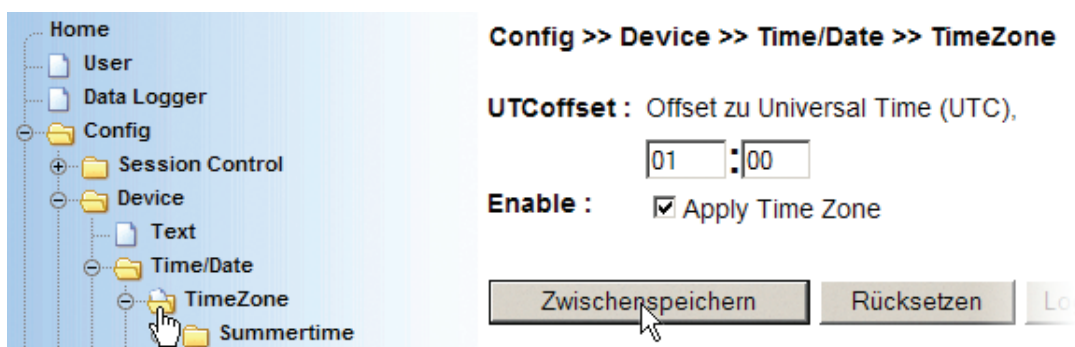 Home
User
Data Logger
Config
Session Control
Device
Text
Time/Date
TimeZone
Summertime
Config >> Device >> Time/Date >> TimeZone
UTCoffset : Offset zu Universal Time (UTC),
01 : 00
Enable : Apply Time Zone
Zwischenspeichern Rücksetzen